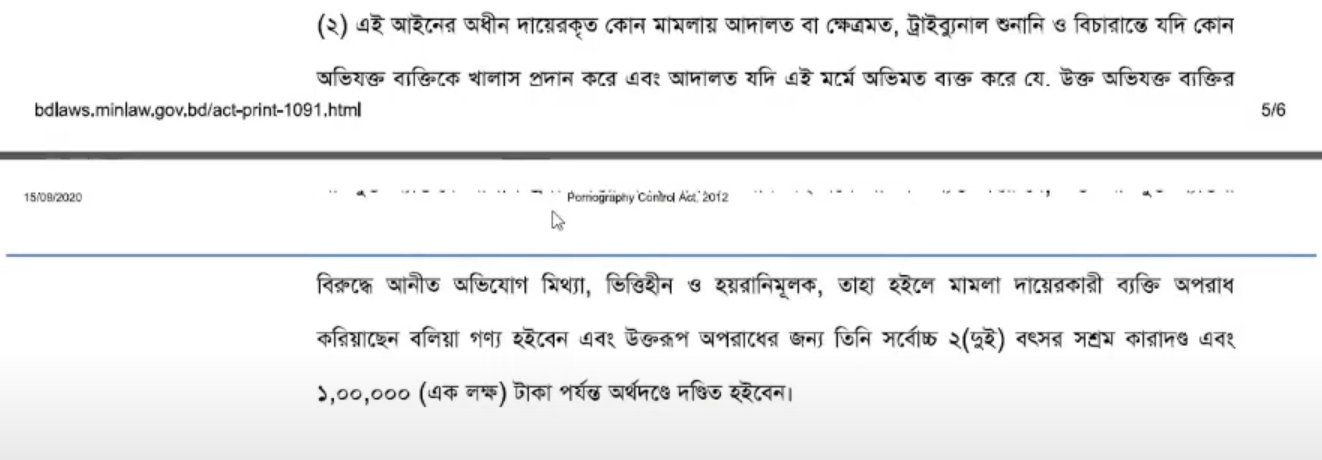 (২) এই আইনের অধীন দায়েরকৃত কোন মামলায় আদালত বা ক্ষেত্রমত, ট্রাইব্যুনাল শুনানি ও বিচারান্তে যদি কোন
অভিযক্ত ব্যক্তিকে খালাস প্রদান করে এবং আদালত যদি এই মর্মে অভিমত ব্যক্ত করে যে. উক্ত অভিযক্ত ব্যক্তির
bdlaws.minlaw.gov.bd/act-print-1091.html 5/6
15/09/2020 Pornography Control Act, 2012
বিরুদ্ধে আনীত অভিযোগ মিথ্যা, ভিত্তিহীন ও হয়রানিমূলক, তাহা হইলে মামলা দায়েরকারী ব্যক্তি অপরাধ
করিয়াছেন বলিয়া গণ্য হইবেন এবং উক্তরূপ অপরাধের জন্য তিনি সর্বোচ্চ ২(দুই) বৎসর সশ্রম কারাদণ্ড এবং
১,০০,০০০ (এক লক্ষ) টাকা পর্যন্ত অর্থদণ্ডে দণ্ডিত হইবেন।